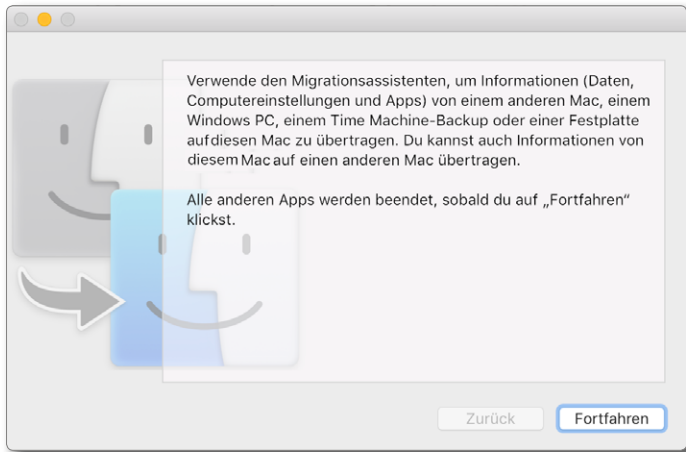 Verwende den Migrationsassistenten, um Informationen (Daten,
Computereinstellungen und Apps) von einem anderen Mac, einem
Windows PC, einem Time Machine-Backup oder einer Festplatte
auf diesen Mac zu übertragen. Du kannst auch Informationen von
diesem Mac auf einen anderen Mac übertragen.
Alle anderen Apps werden beendet, sobald du auf „Fortfahren“
klickst.
Zurück
Fortfahren